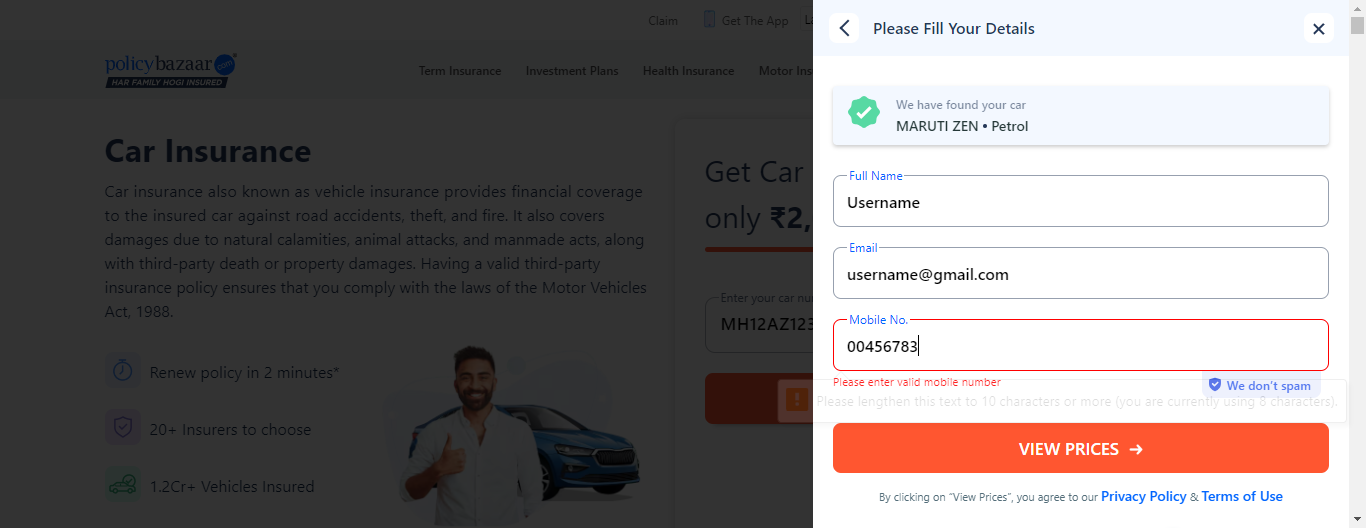 Claim
Get The App
policybazaar.com
HAR FAMILY HOGI INSURED
Term Insurance
Investment Plans
Health Insurance
Motor Ins
Car Insurance
Car insurance also known as vehicle insurance provides financial coverage
to the insured car against road accidents, theft, and fire. It also covers
damages due to natural calamities, animal attacks, and manmade acts, along
with third-party death or property damages. Having a valid third-party
insurance policy ensures that you comply with the laws of the Motor Vehicles
Act, 1988.
Renew policy in 2 minutes*
20+ Insurers to choose
1.2Cr+ Vehicles Insured
Get Car
only ₹2,
Enter your car nu
MH12AZ123
Please Fill Your Details
We have found your car
MARUTI ZEN • Petrol
Full Name
Username
Email
username@gmail.com
Mobile No.
00456783
Please enter valid mobile number
We don't spam
Please lengthen this text to 10 characters or more (you are currently using 8 characters).
VIEW PRICES →
By clicking on "View Prices", you agree to our Privacy Policy & Terms of Use